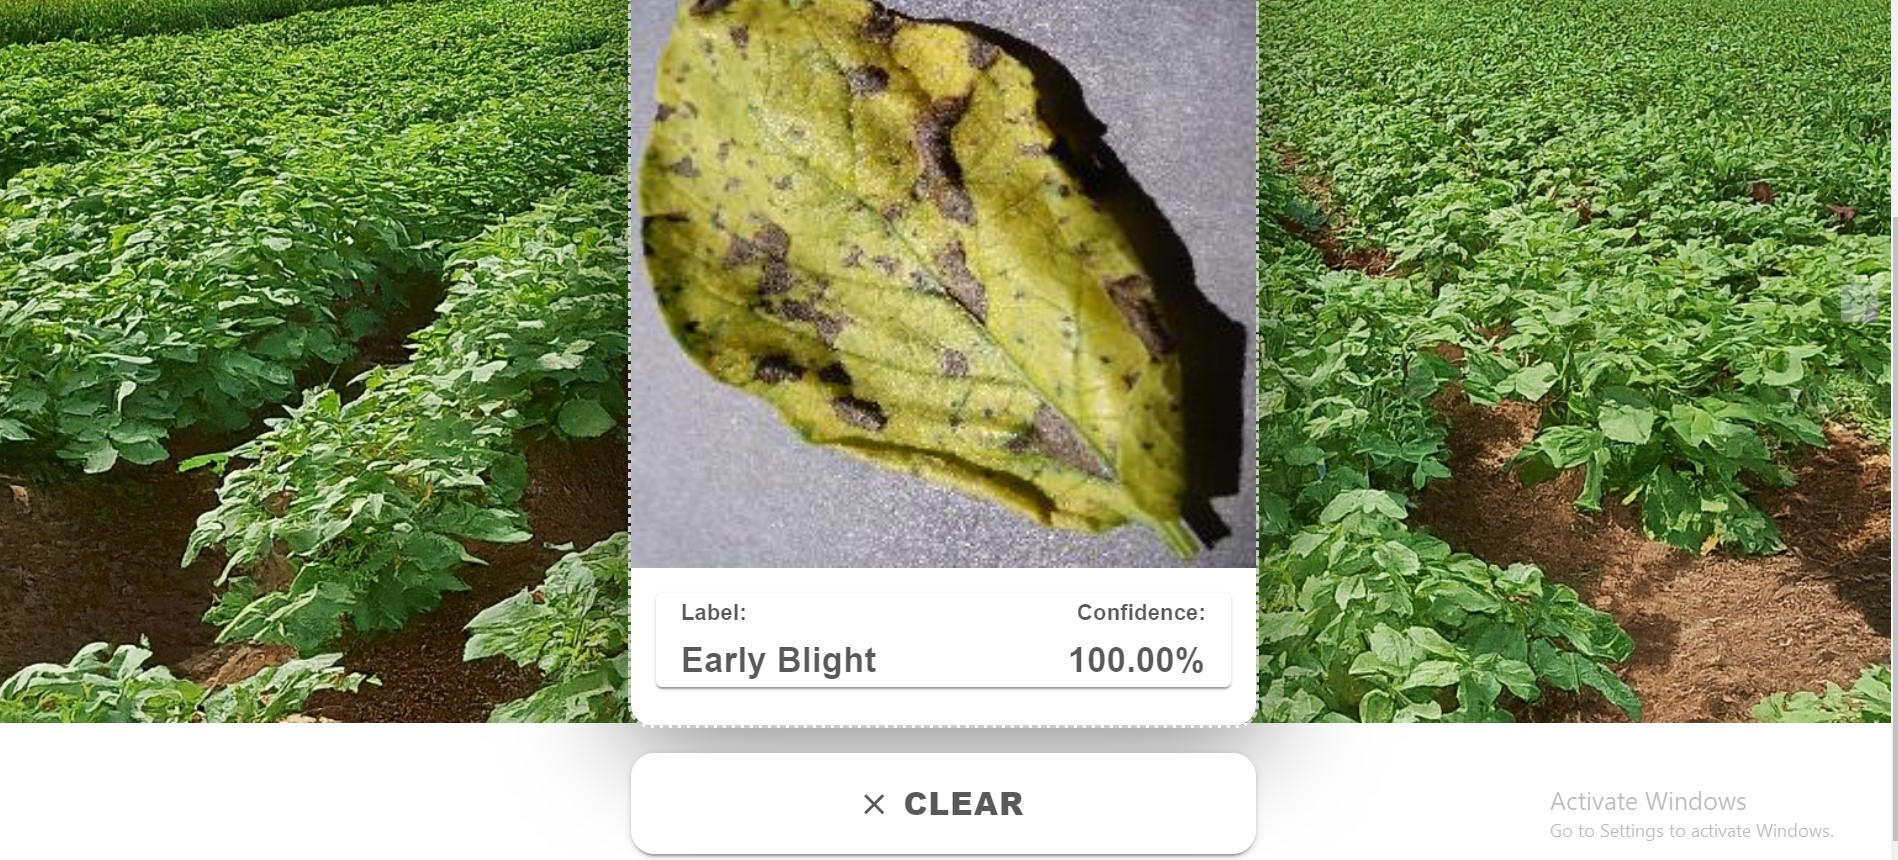 Label:
Confidence:
Early Blight
100.00%
CLEAR
Activate Windows
Go to Settings to activate Windows.